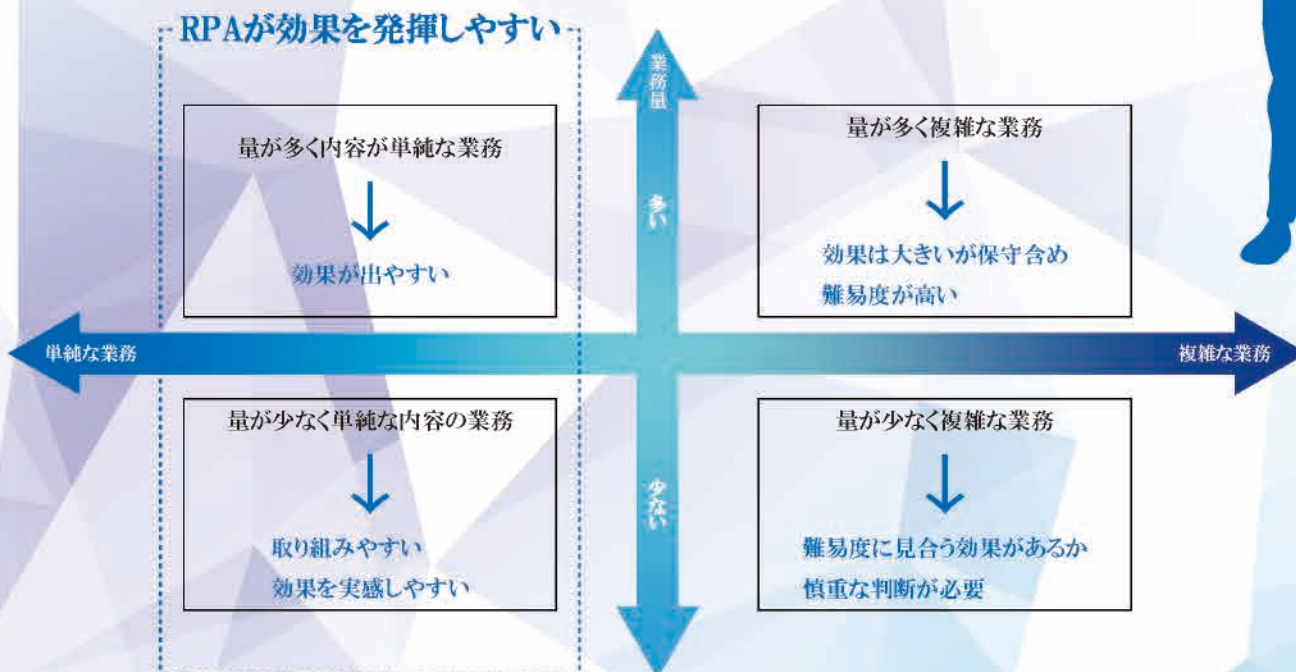 RPAが効果を発揮しやすい
業務量
多い
量が多く内容が単純な業務
効果が出やすい
量が多く複雑な業務
効果は大きいが保守含め
難易度が高い
単純な業務
複雑な業務
量が少なく単純な内容の業務
取り組みやすい
効果を実感しやすい
少ない
量が少なく複雑な業務
難易度に見合う効果があるか
慎重な判断が必要